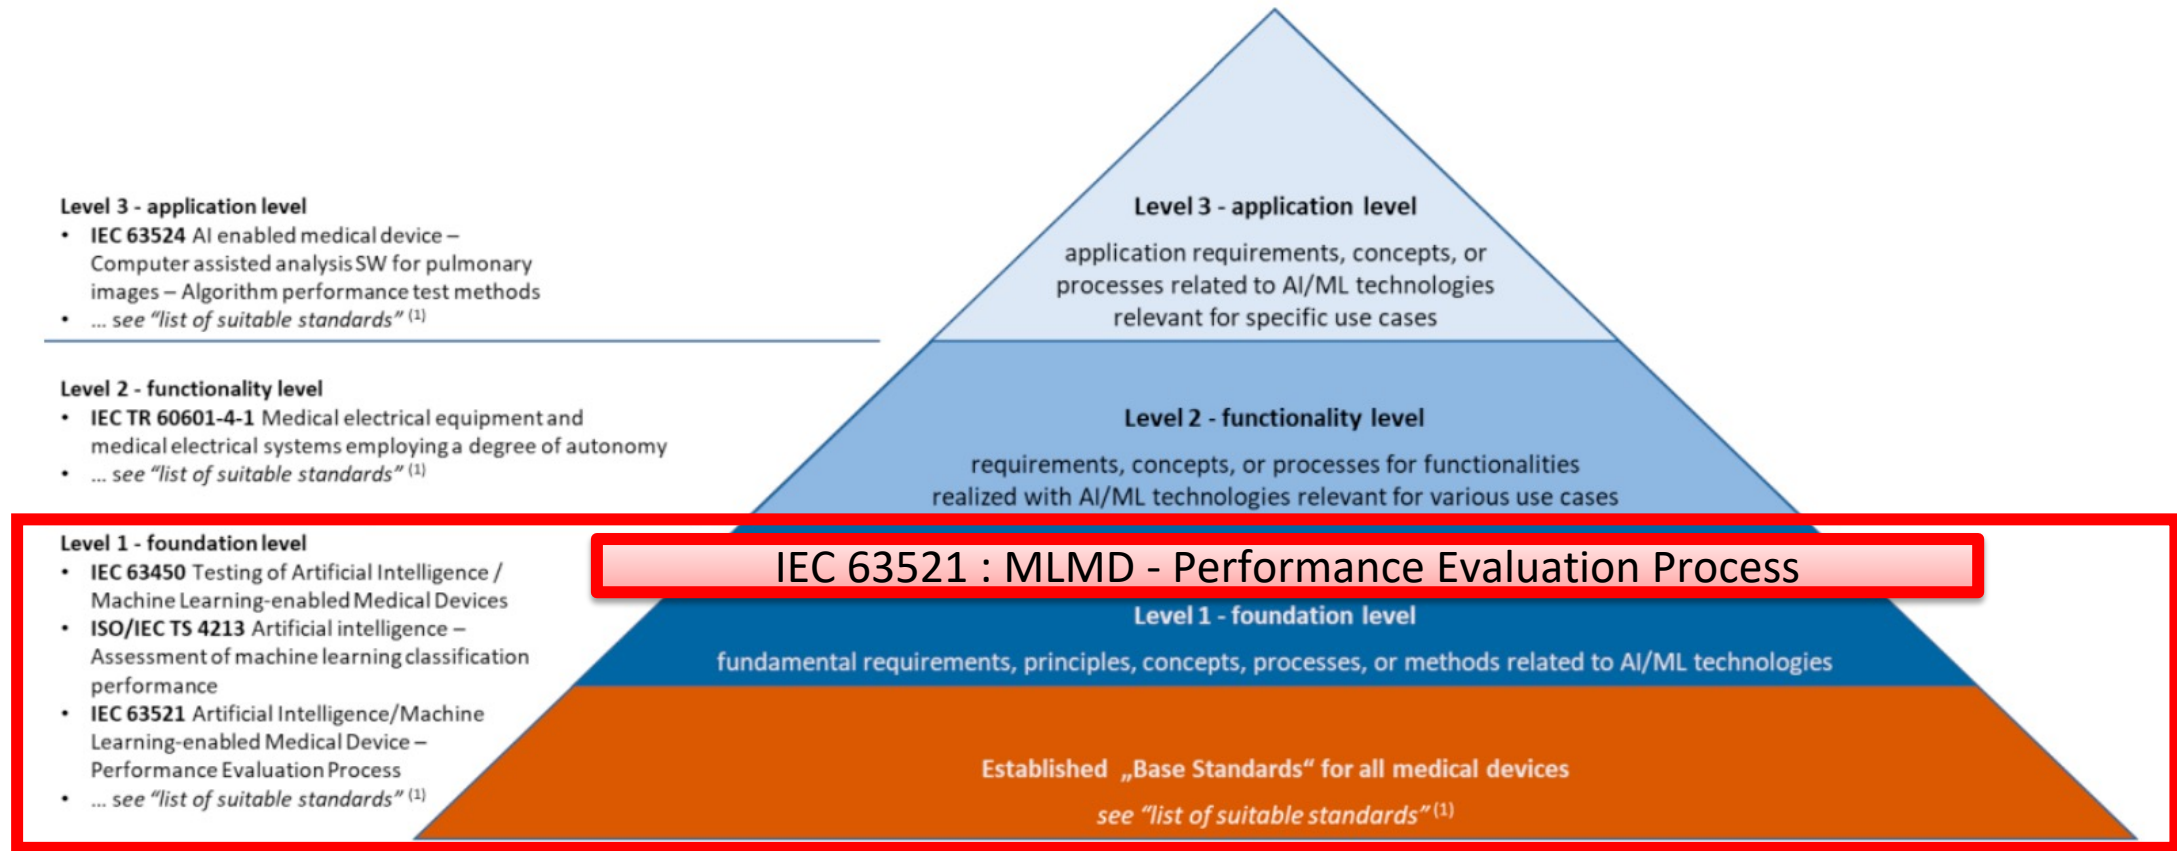 Level 3 - application level
• IEC 63524 AI enabled medical device –
Computer assisted analysis SW for pulmonary
images – Algorithm performance test methods
• ... see “list of suitable standards” (1)
Level 2 - functionality level
• IEC TR 60601-4-1 Medical electrical equipment and
medical electrical systems employing a degree of autonomy
• ... see “list of suitable standards” (1)
Level 1 - foundation level
• IEC 63450 Testing of Artificial Intelligence /
Machine Learning-enabled Medical Devices
• ISO/IEC TS 4213 Artificial intelligence –
Assessment of machine learning classification
performance
• IEC 63521 Artificial Intelligence/Machine
Learning-enabled Medical Device –
Performance Evaluation Process
• ... see “list of suitable standards” (1)
Level 3 - application level
application requirements, concepts, or
processes related to AI/ML technologies
relevant for specific use cases
Level 2 - functionality level
requirements, concepts, or processes for functionalities
realized with AI/ML technologies relevant for various use cases
IEC 63521 : MLMD - Performance Evaluation Process
Level 1 - foundation level
fundamental requirements, principles, concepts, processes, or methods related to AI/ML technologies
Established „Base Standards“ for all medical devices
see “list of suitable standards” (1)